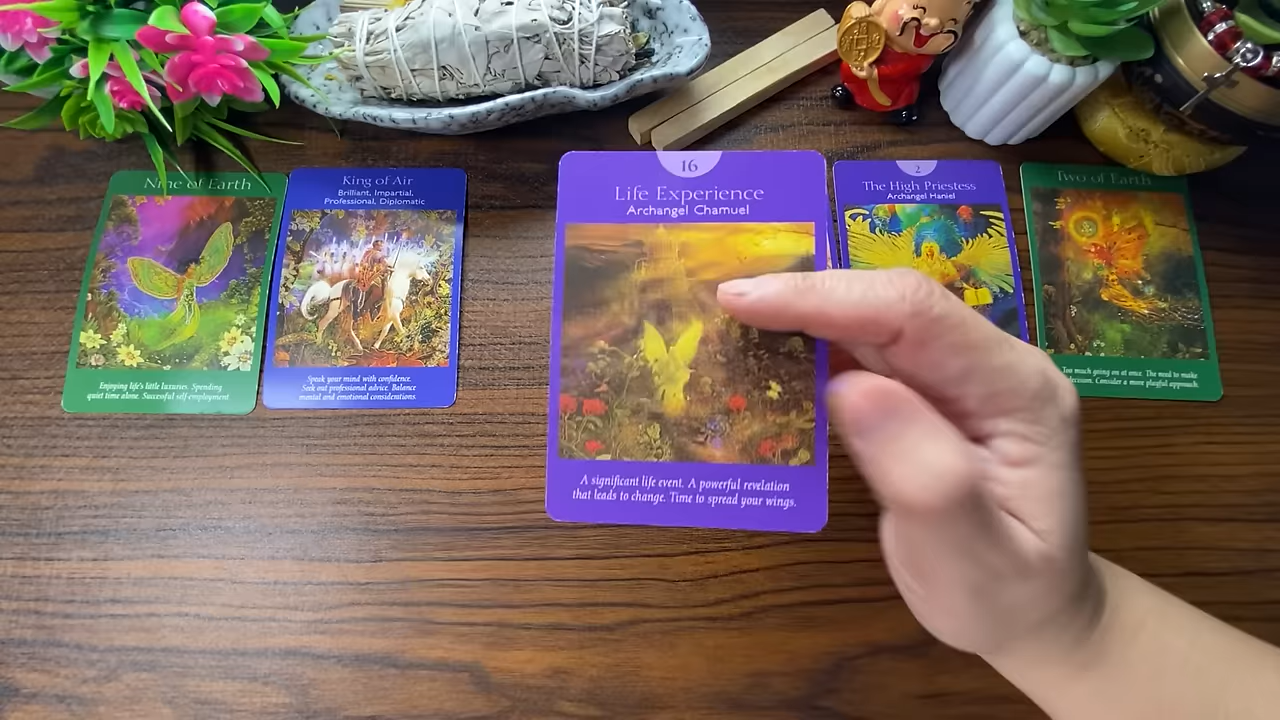 Nine of Earth
Enjoying life's little luxuries. Spending
quiet time alone. Successful self-employment
King of Air
Brilliant, Impartial,
Professional, Diplomatic
Speak your mind with confidence.
Seek out professional advice. Balance
mental and emotional considerations.
16
Life Experience
Archangel Chamuel
A significant life event. A powerful revelation
that leads to change. Time to spread your wings.
2
The High Priestess
Archangel Haniel
Two of Earth
Too much going on at once. The need to make
Consider a more playful approach.